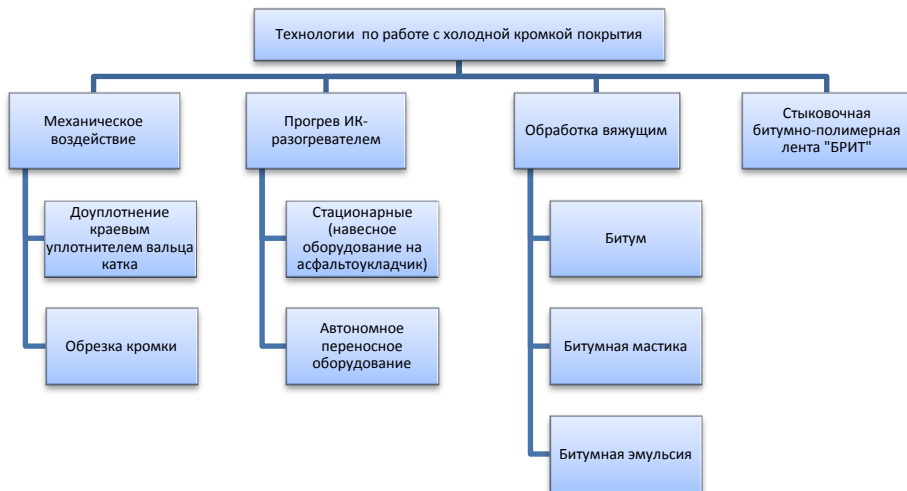 Технологии по работе с холодной кромкой покрытия
Механическое
воздействие
Прогрев ИК-
разогревателем
Обработка вяжущим
Стыковочная
битумно-полимерная
лента "БРИТ"
Доуплотнение
краевым
уплотнителем вальца
катка
Стационарные
(навесное
оборудование на
асфальтоукладчик)
Битум
Обрезка кромки
Автономное
переносное
оборудование
Битумная мастика
Битумная эмульсия